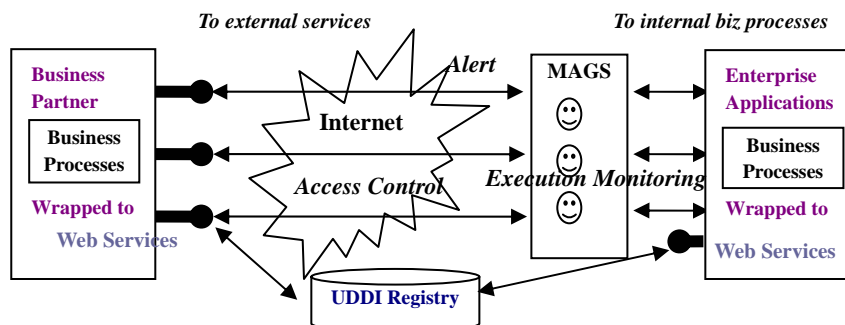 To external services
To internal biz processes
Business
Partner
Business
Processes
Wrapped to
Web Services
Alert
Internet
Access Control
MAGS
Execution Monitoring
Enterprise
Applications
Business
Processes
Wrapped to
Web Services
UDDI Registry